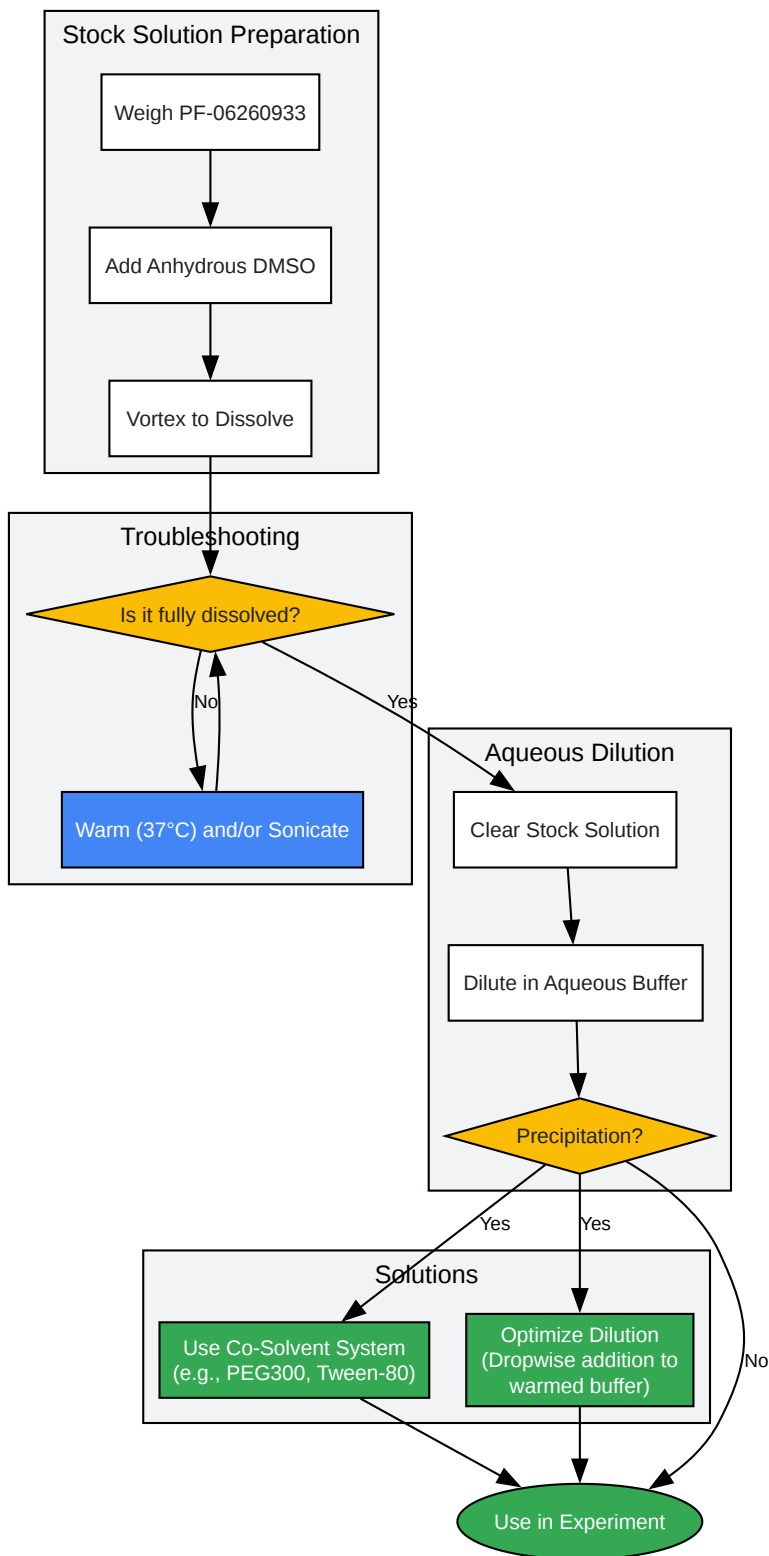 Stock Solution Preparation
Weigh PF-06260933
Add Anhydrous DMSO
Vortex to Dissolve
Troubleshooting
Is it fully dissolved?
No
Yes
Warm (37°C) and/or Sonicate
Aqueous Dilution
Clear Stock Solution
Dilute in Aqueous Buffer
Precipitation?
Yes
Yes
No
Solutions
Use Co-Solvent System
(e.g., PEG300, Tween-80)
Optimize Dilution
(Dropwise addition to
warmed buffer)
Use in Experiment